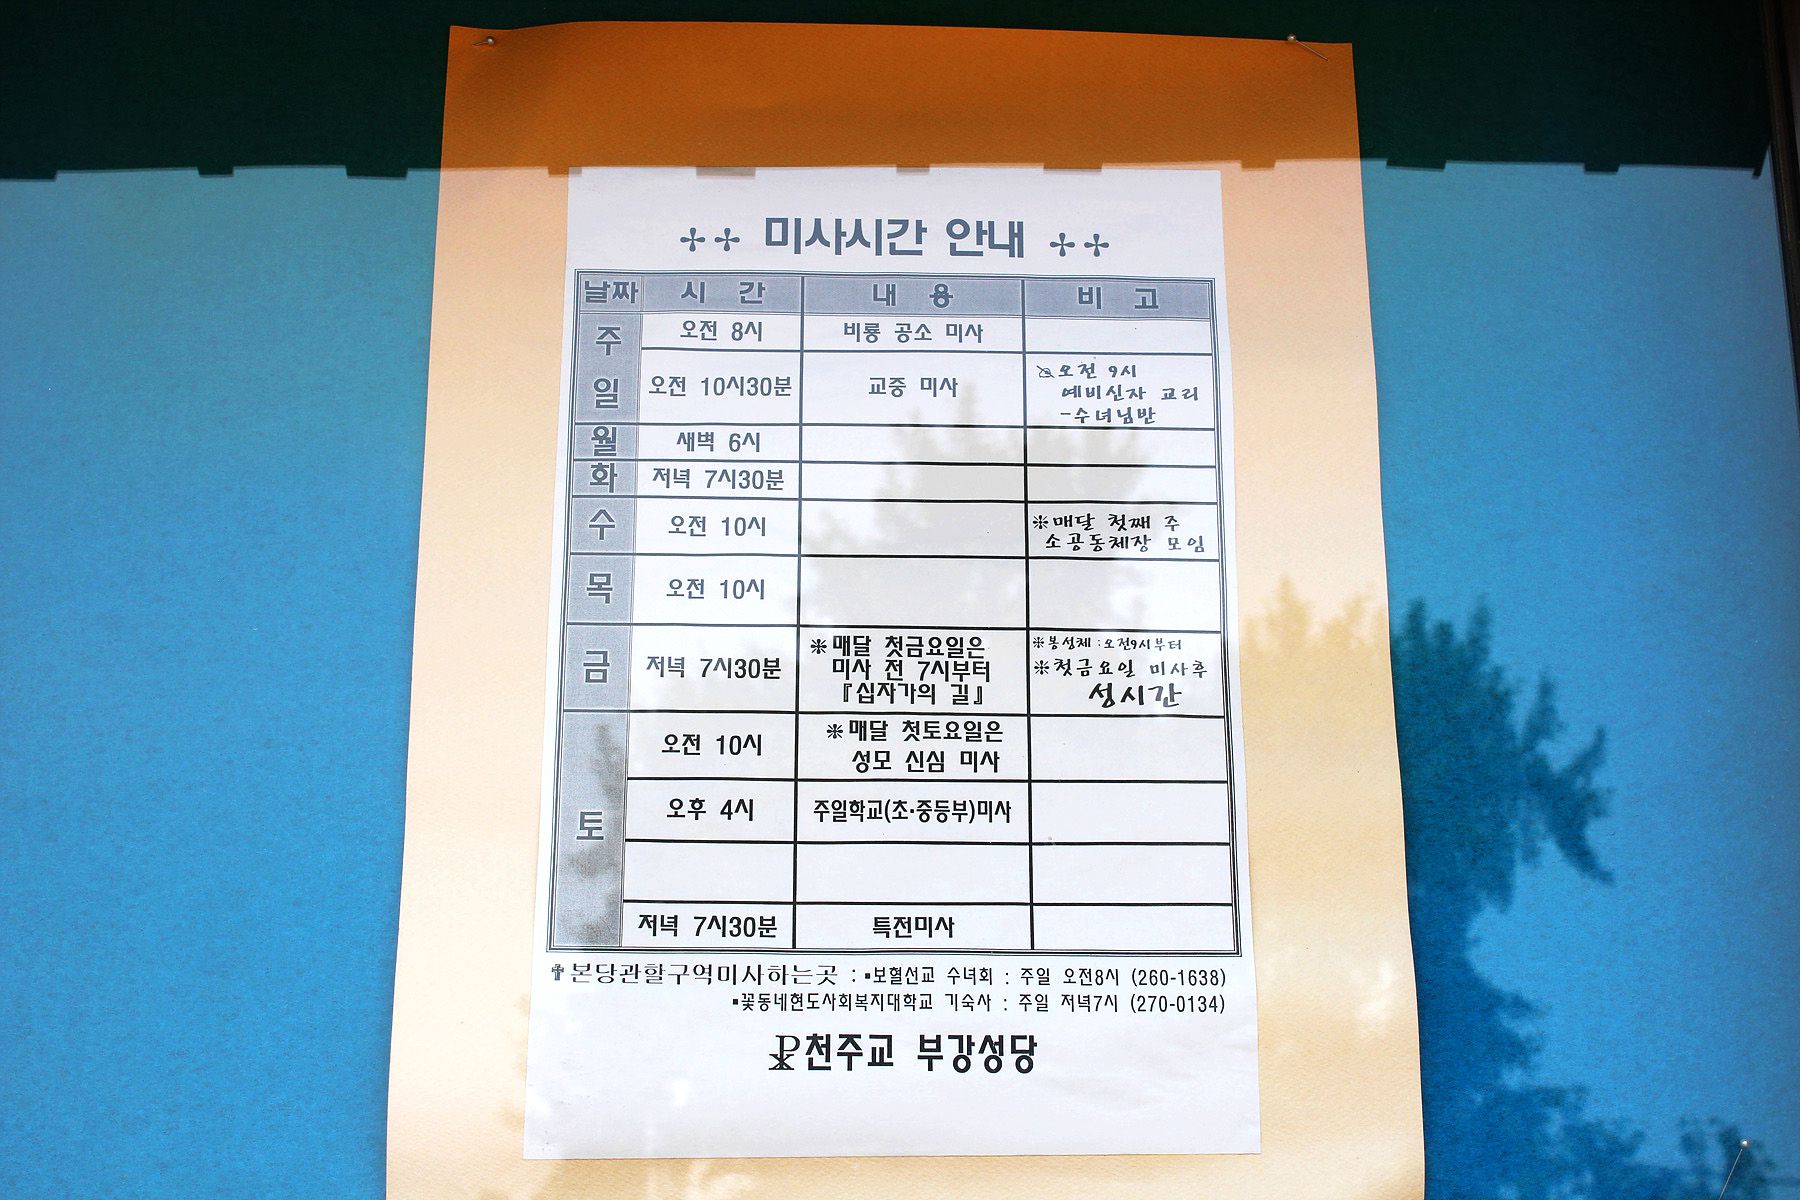 미사시간 안내
날짜 시 간 내 용 비 고
주일
오전 8시 비룡 공소 미사
오전 10시30분 교중 미사
오전 9시
예비신자 교리
-수녀님반
월 새벽 6시
화 저녁 7시30분
수 오전 10시
※매달 첫째 주
소공동체장 모임
목 오전 10시
금 저녁 7시30분
※매달 첫금요일은
미사 전 7시부터
『십자가의 길』
※봉성체 : 오전9시부터
※첫금요일 미사후
성시간
토
오전 10시
※매달 첫토요일은
성모 신심 미사
오후 4시 주일학교(초·중등부)미사
저녁 7시30분 특전미사
✝본당관할구역미사하는곳 : ▪보혈선교 수녀회 : 주일 오전8시 (260-1638)
▪꽃동네현도사회복지대학교 기숙사 : 주일 저녁7시 (270-0134)
천주교 부강성당